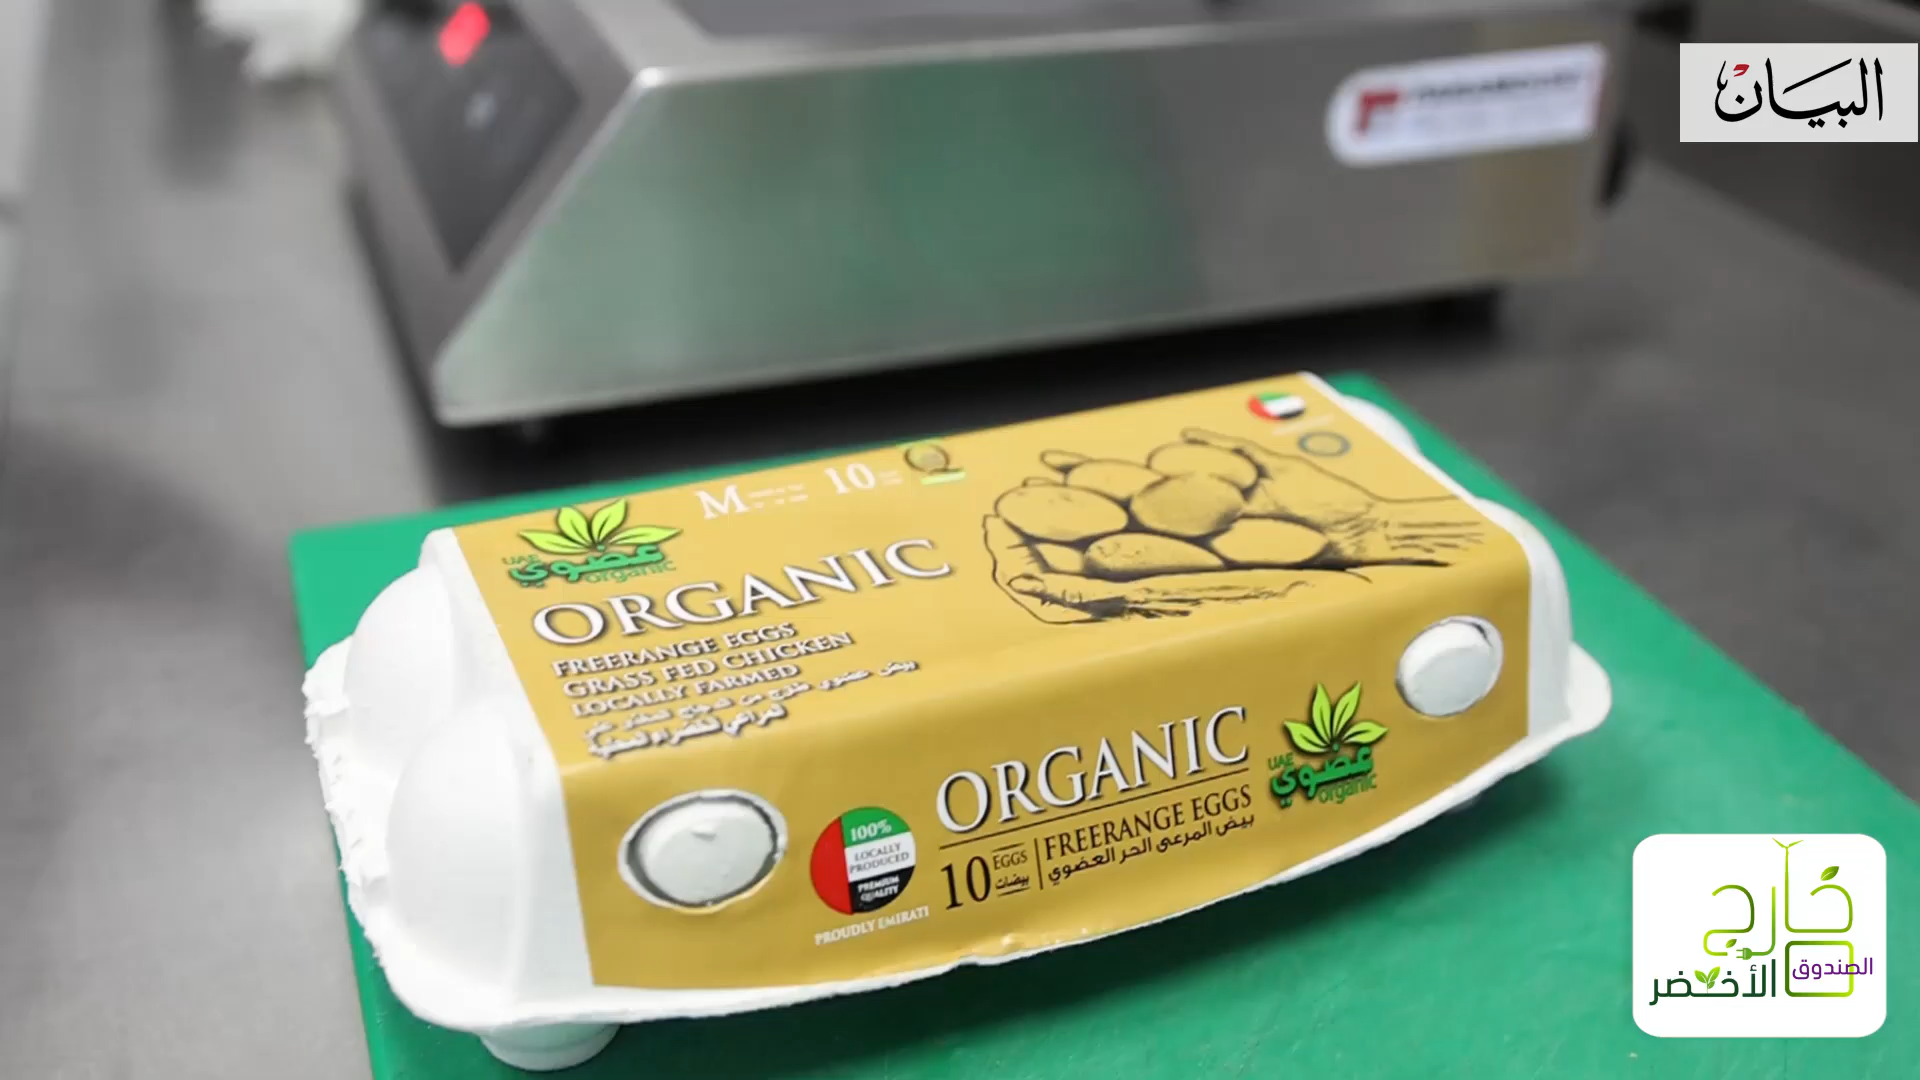 البيان
M
10
UAE
عضوي
organic
ORGANIC
FREERANGE EGGS
GRASS FED CHICKEN
LOCALLY FARMED
ORGANIC
10 EGGS
بيضات
FREERANGE EGGS
بيض المرعى الحر العضوي
UAE
عضوي
organic
100%
LOCALLY
PRODUCED
PREMIUM
QUALITY
PROUDLY EMIRATI
خارج
الصندوق
الأخضر